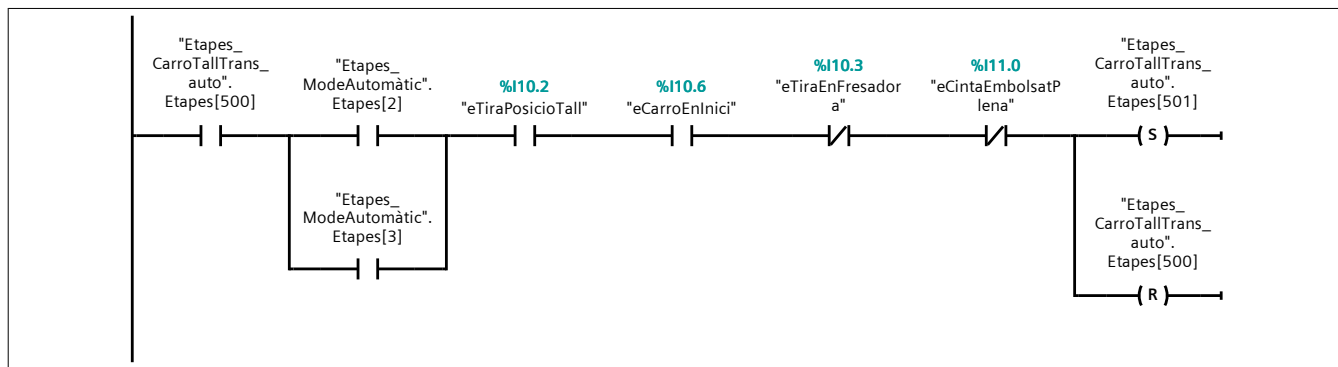 "Etapes_
CarroTallTrans_
auto".
Etapes[500]
"Etapes_
ModeAutomàtic".
Etapes[2]
%I10.2
"eTiraPosicioTall"
%I10.6
"eCarroEnInici"
%I10.3
"eTiraEnFresador
a"
%I11.0
"eCintaEmbolsatP
lena"
"Etapes_
CarroTallTrans_
auto".
Etapes[501]
S
"Etapes_
ModeAutomàtic".
Etapes[3]
"Etapes_
CarroTallTrans_
auto".
Etapes[500]
R